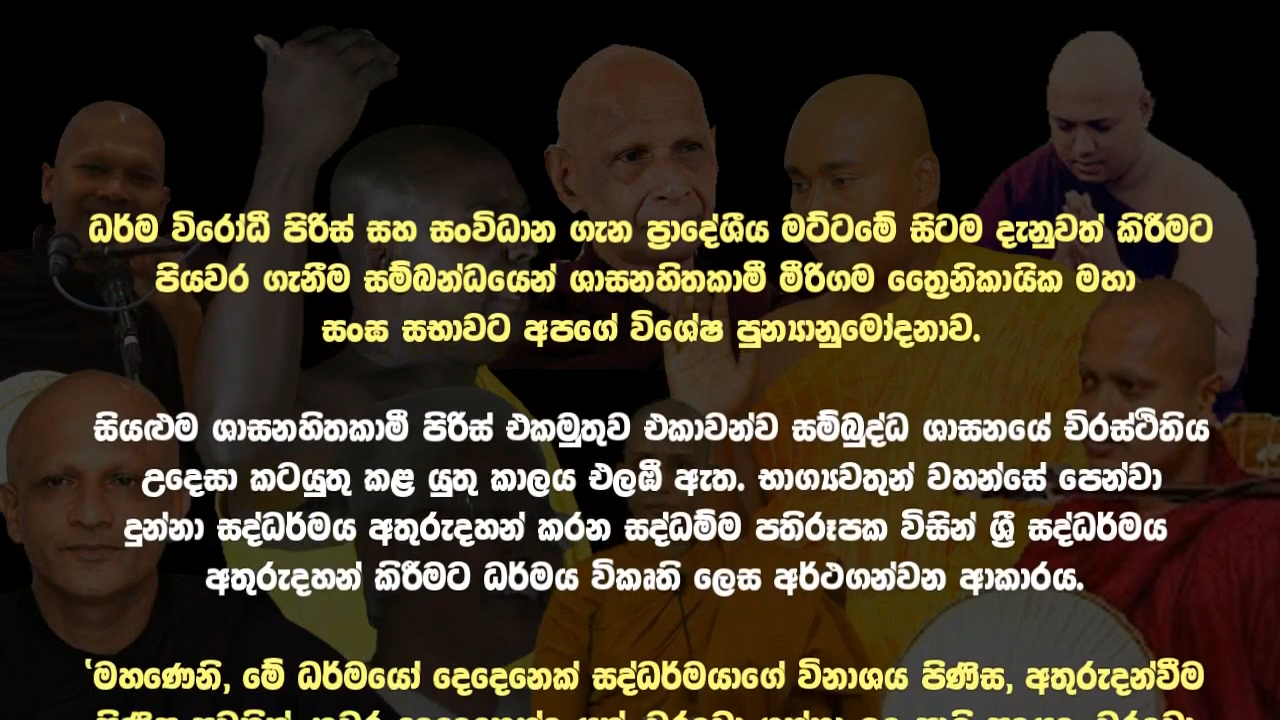 ධර්ම විරෝධී පිරිස් සහ සංවිධාන ගැන ප්‍රාදේශීය මට්ටමේ සිටම දැනුවත් කිරීමට
පියවර ගැනීම සම්බන්ධයෙන් ශාසනහිතකාමී මීරිගම ත්‍රෛනිකායික මහා
සංඝ සභාවට අපගේ විශේෂ පුන්‍යානුමෝදනාව.
සියළුම ශාසනහිතකාමී පිරිස් එකමුතුව එකාවන්ව සම්බුද්ධ ශාසනයේ චිරස්ථිතිය
උදෙසා කටයුතු කළ යුතු කාලය එලඹී ඇත. භාග්‍යවතුන් වහන්සේ පෙන්වා
දුන්නා සද්ධර්මය අතුරුදහන් කරන සද්ධම්ම පතිරූපක විසින් ශ්‍රී සද්ධර්මය
අතුරුදහන් කිරීමට ධර්මය විකෘති ලෙස අර්ථගන්වන ආකාරය.
‘මහණෙනි, මේ ධර්මයෝ දෙදෙනෙක් සද්ධර්මයාගේ විනාශය පිණිස, අතුරුදන්වීම